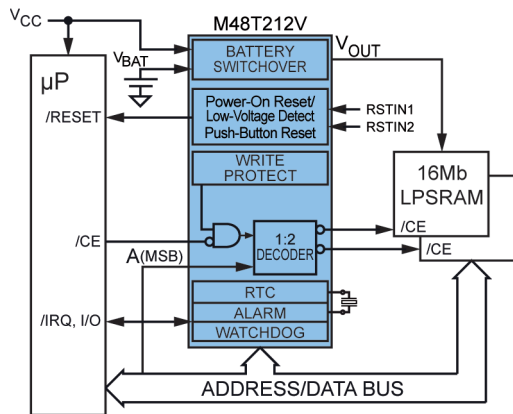 M48T212V
VCC
VBAT
BATTERY
SWITCHOVER
VOUT
µP
/RESET
Power-On Reset/
Low-Voltage Detect
Push-Button Reset
RSTIN1
RSTIN2
WRITE
PROTECT
16Mb
LPSRAM
/CE
/CE
/CE
1:2
DECODER
A(MSB)
RTC
ALARM
WATCHDOG
/IRQ, I/O
ADDRESS/DATA BUS